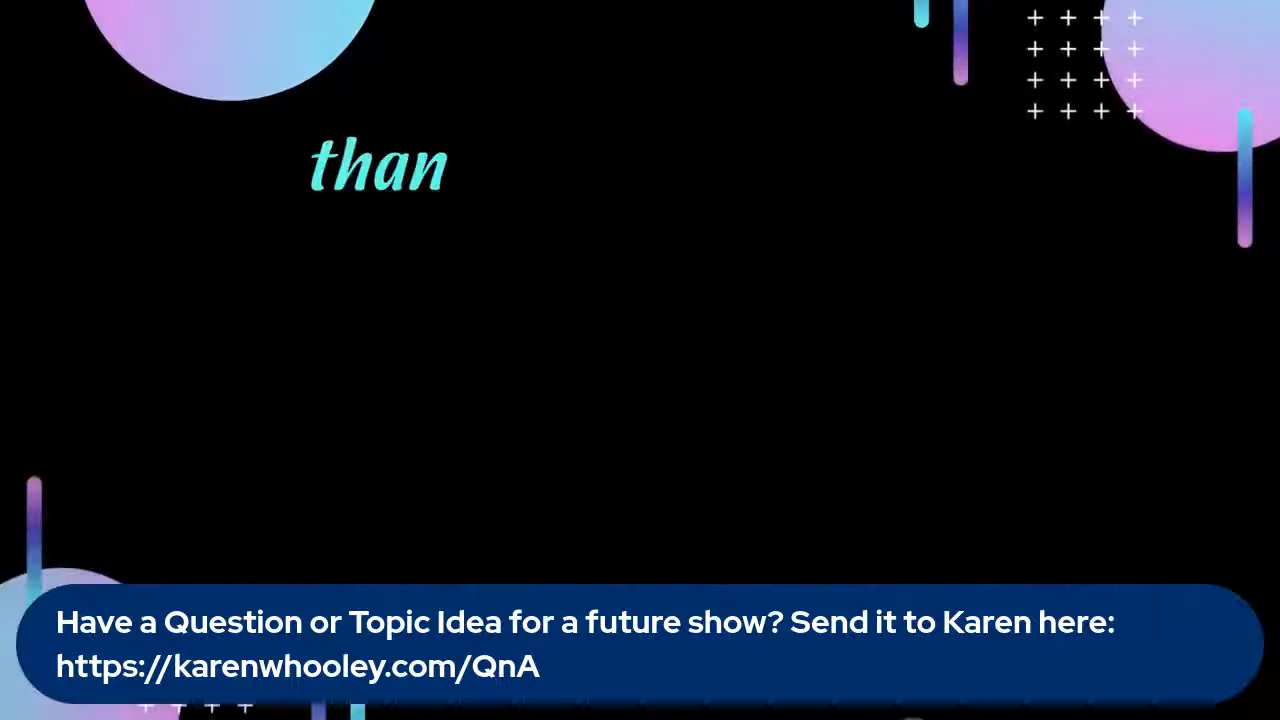 than
Have a Question or Topic Idea for a future show? Send it to Karen here:
https://karenwhooley.com/QnA